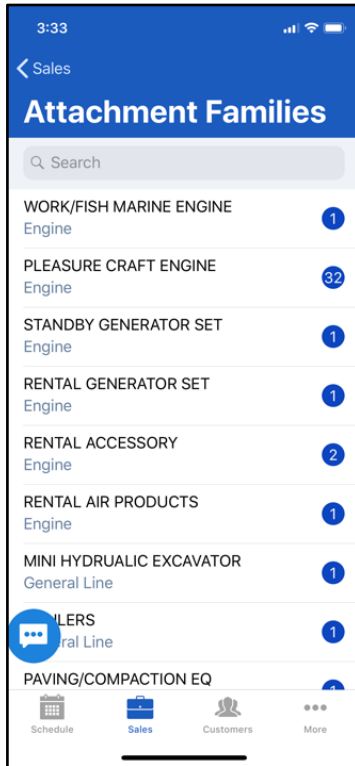 3:33
Sales
Attachment Families
Search
WORK/FISH MARINE ENGINE
Engine
1
PLEASURE CRAFT ENGINE
Engine
32
STANDBY GENERATOR SET
Engine
1
RENTAL GENERATOR SET
Engine
1
RENTAL ACCESSORY
Engine
2
RENTAL AIR PRODUCTS
Engine
1
MINI HYDRUALIC EXCAVATOR
General Line
1
Line
1
PAVING/COMPACTION EQ
Schedule
Sales
Customers
More